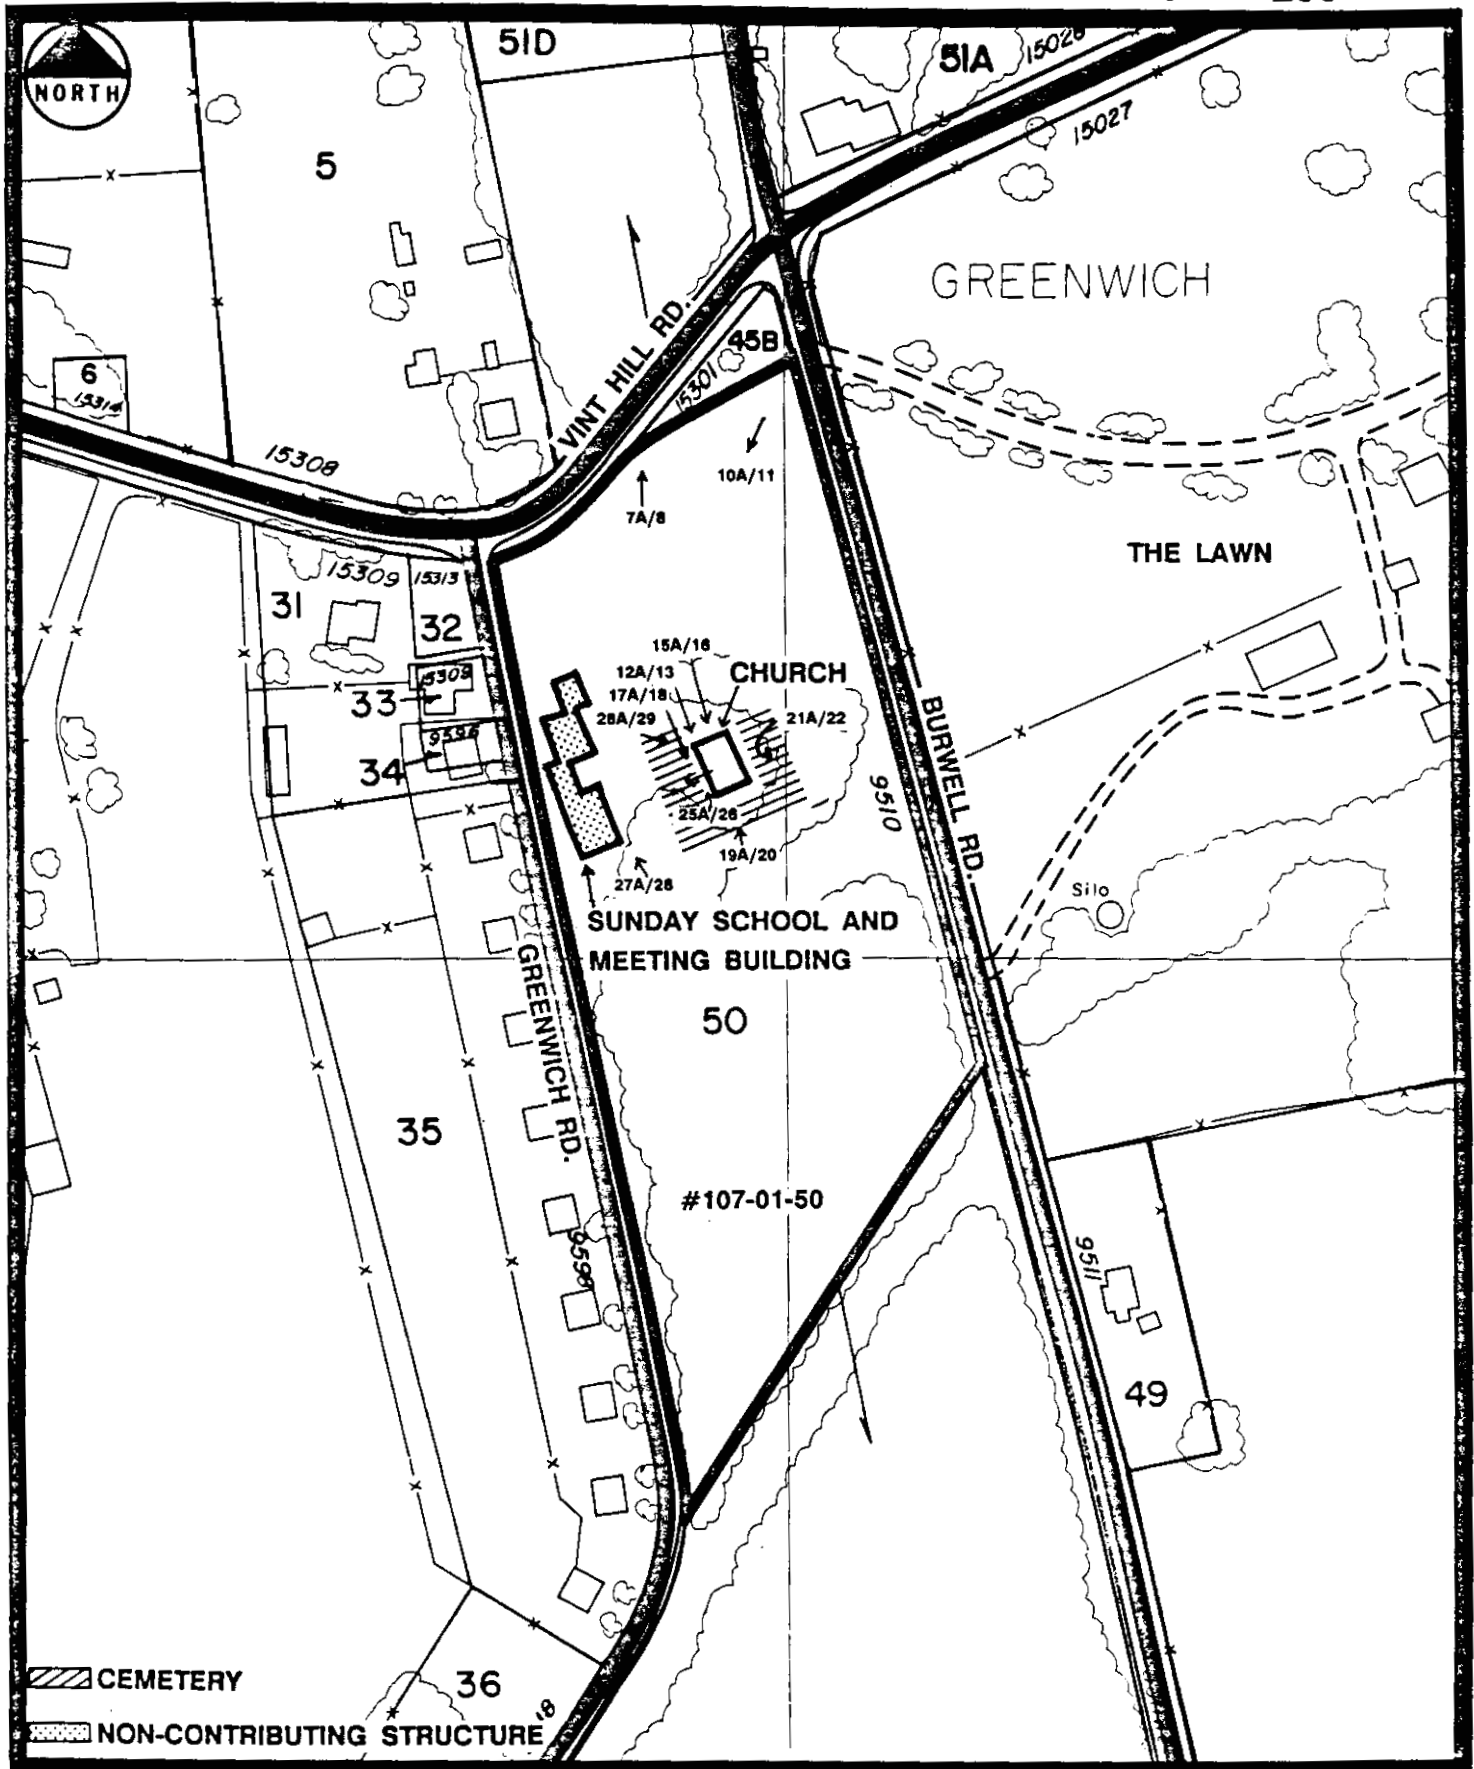 51D
51A
15026
NORTH
15027
5
GREENWICH
VINT HILL RD.
45B
6
15314
15301
15308
10A/11
7A/8
THE LAWN
15309
15313
31
32
15A/16
12A/13
CHURCH
17A/18
28A/29
21A/22
15309
33
9596
34
BURWELL RD.
9510
25A/26
19A/20
27A/28
Silo
SUNDAY SCHOOL AND
MEETING BUILDING
GREENWICH RD.
50
35
#107-01-50
9511
49
CEMETERY
36
NON-CONTRIBUTING STRUCTURE